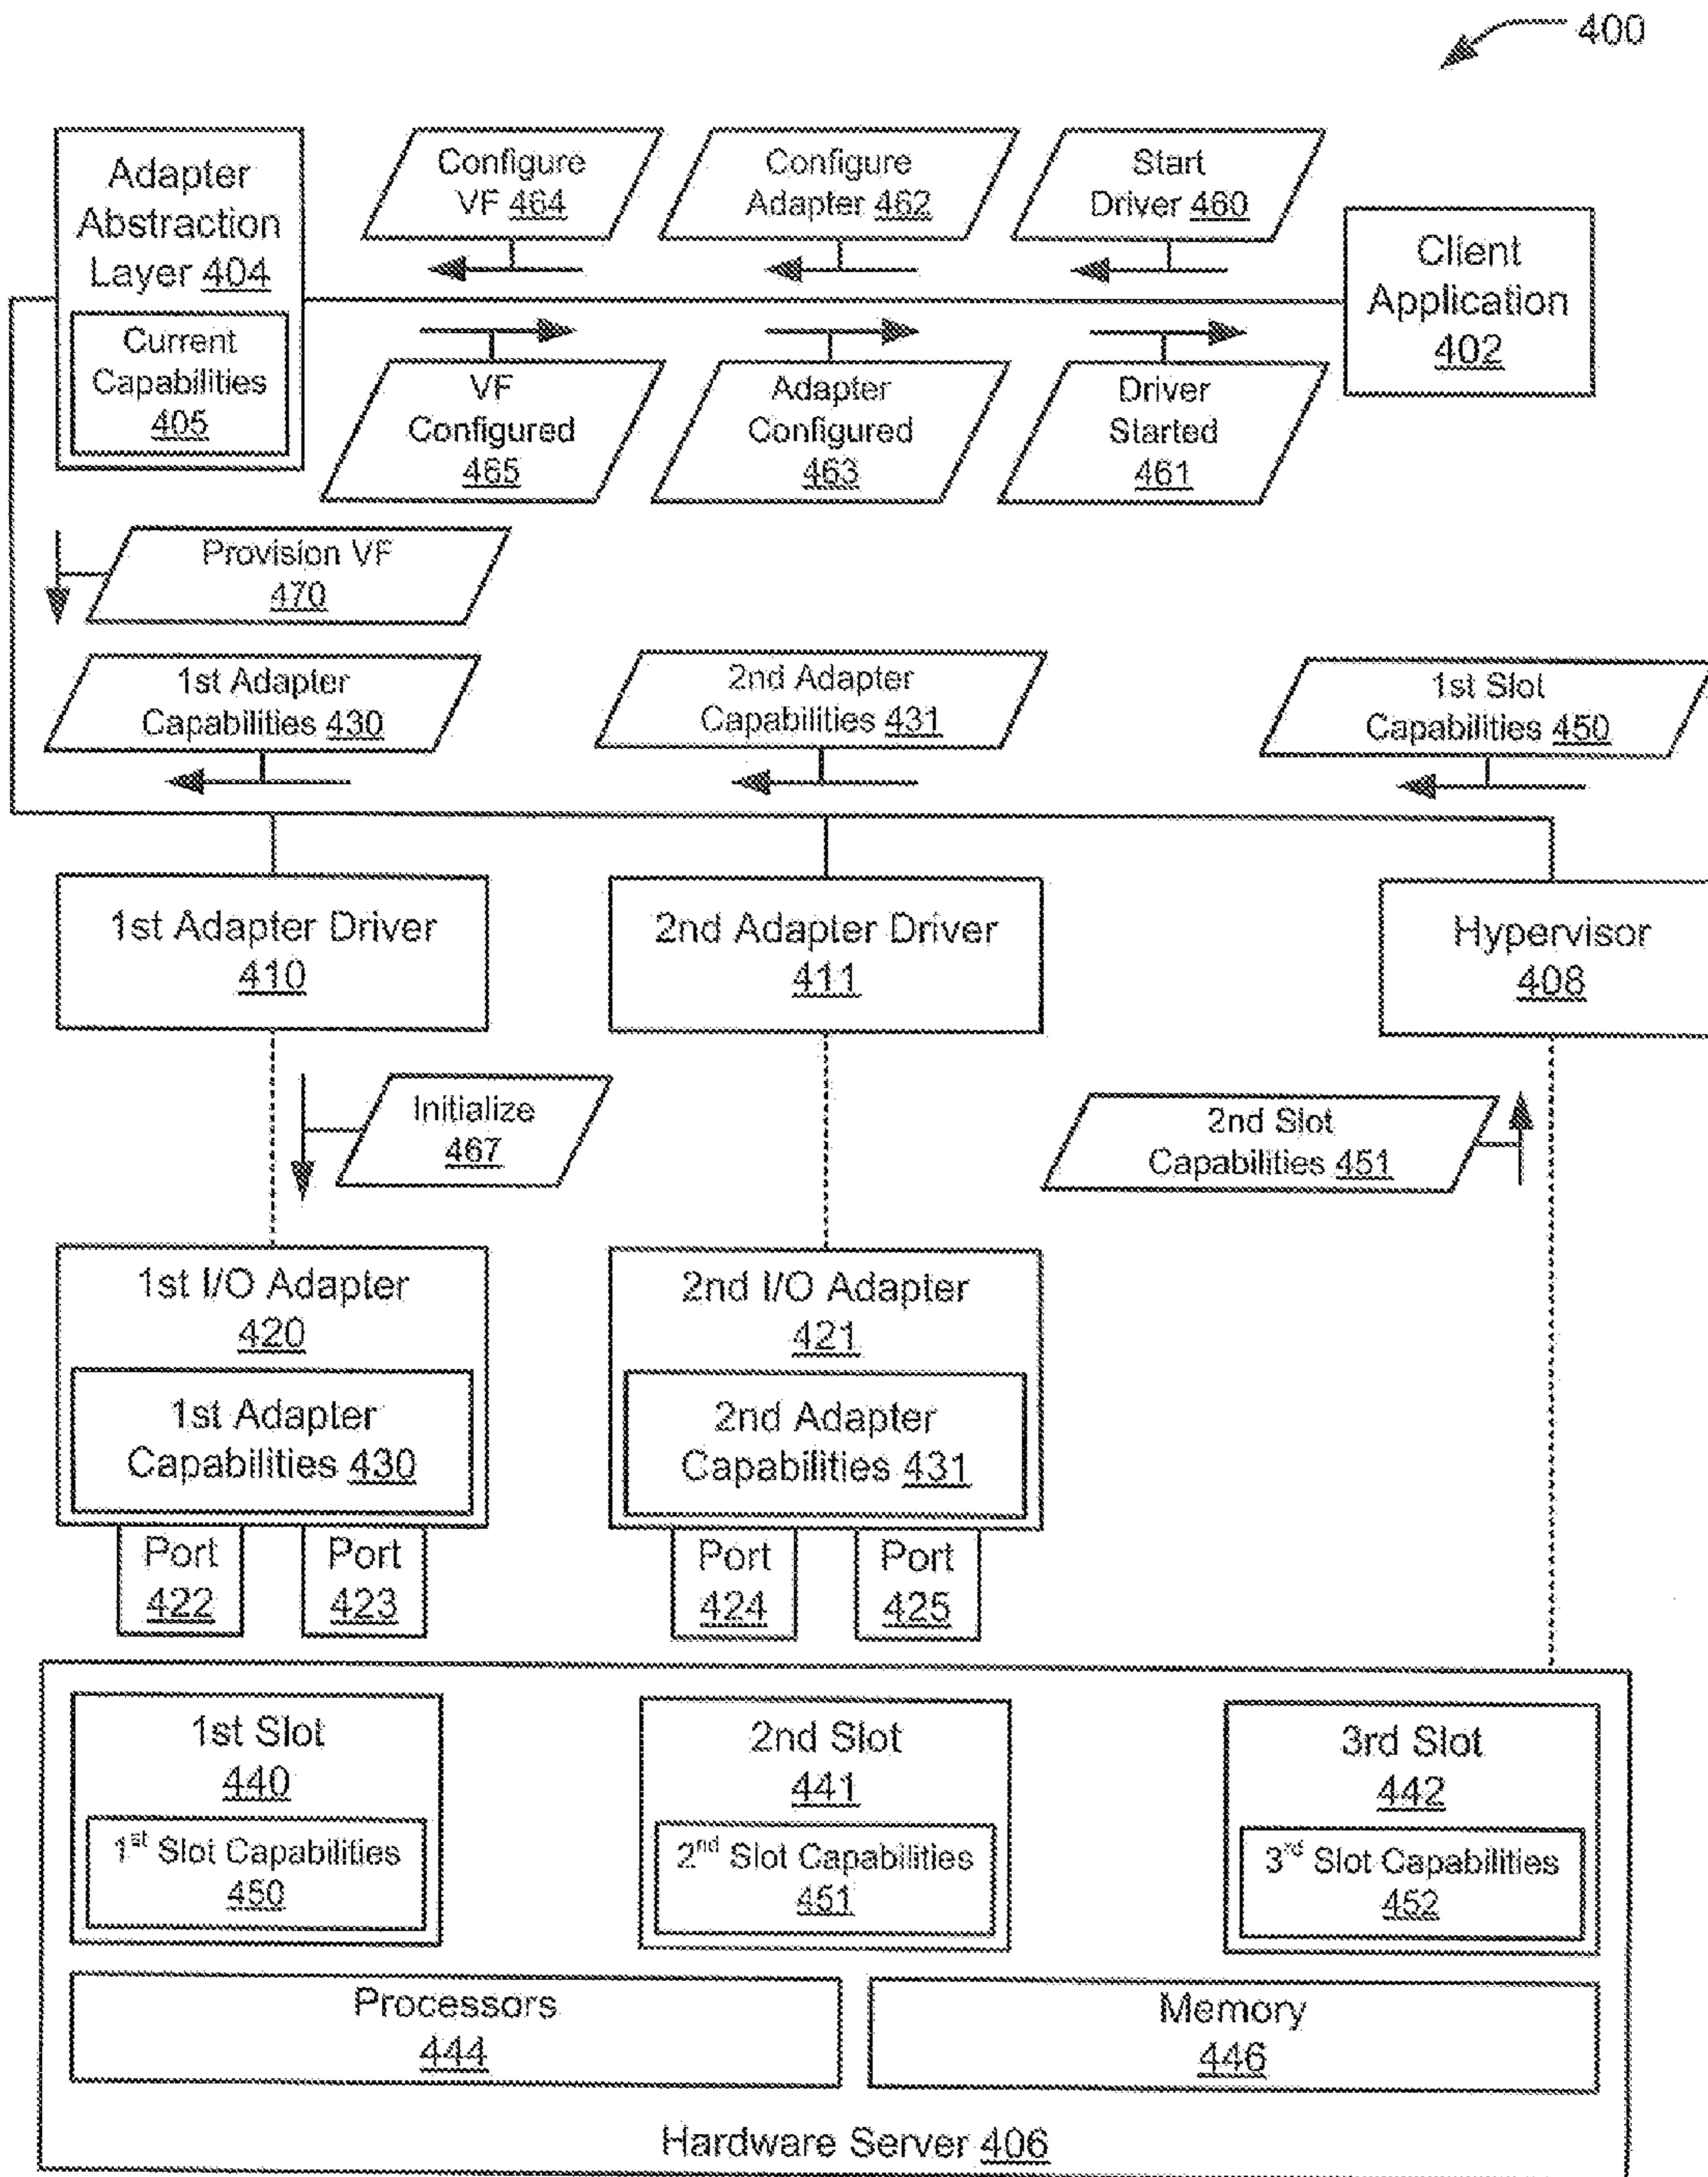 400
Adapter
Abstraction
Layer 404
Current
Capabilities
405
Configure
VF 464
Configure
Adapter 462
Start
Driver 460
Client
Application
402
VF
Configured
465
Adapter
Configured
463
Driver
Started
461
Provision VF
470
1st Adapter
Capabilities 430
2nd Adapter
Capabilities 431
1st Slot
Capabilities 450
1st Adapter Driver
410
2nd Adapter Driver
411
Hypervisor
408
Initialize
467
2nd Slot
Capabilities 451
1st I/O Adapter
420
1st Adapter
Capabilities 430
2nd I/O Adapter
421
2nd Adapter
Capabilities 431
Port
422
Port
423
Port
424
Port
425
1st Slot
440
1st Slot Capabilities
450
2nd Slot
441
2nd Slot Capabilities
451
3rd Slot
442
3rd Slot Capabilities
452
Processors
444
Memory
446
Hardware Server 406